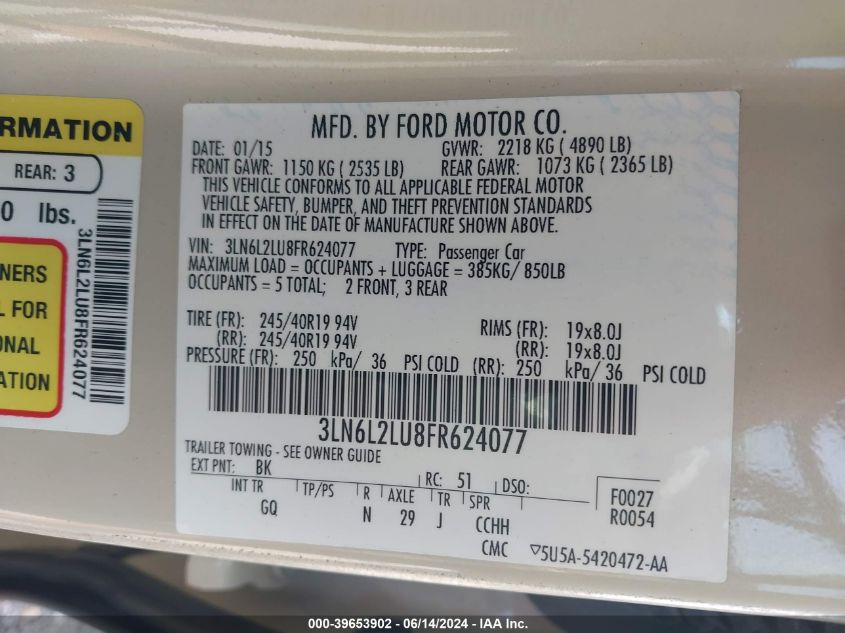 RMATION
REAR: 3
0 lbs.
3LN6L2LU8FR624077
NERS
L FOR
ONAL
ATION
MFD. BY FORD MOTOR CO.
DATE: 01/15 GVWR: 2218 KG ( 4890 LB)
FRONT GAWR: 1150 KG ( 2535 LB) REAR GAWR: 1073 KG ( 2365 LB)
THIS VEHICLE CONFORMS TO ALL APPLICABLE FEDERAL MOTOR
VEHICLE SAFETY, BUMPER, AND THEFT PREVENTION STANDARDS
IN EFFECT ON THE DATE OF MANUFACTURE SHOWN ABOVE.
VIN: 3LN6L2LU8FR624077 TYPE: Passenger Car
MAXIMUM LOAD = OCCUPANTS + LUGGAGE = 385KG/ 850LB
OCCUPANTS = 5 TOTAL; 2 FRONT, 3 REAR
TIRE (FR): 245/40R19 94V RIMS (FR): 19x8.0J
(RR): 245/40R19 94V (RR): 19x8.0J
PRESSURE (FR): 250 kPa/ 36 PSI COLD (RR): 250 kPa/ 36 PSI COLD
3LN6L2LU8FR624077
TRAILER TOWING - SEE OWNER GUIDE
EXT PNT: BK RC: 51 DSO:
INT TR TP/PS R AXLE TR SPR F0027
GQ N 29 J CCHH R0054
CMC ▽5U5A-5420472-AA
000-39653902 - 06/14/2024 - IAA Inc.